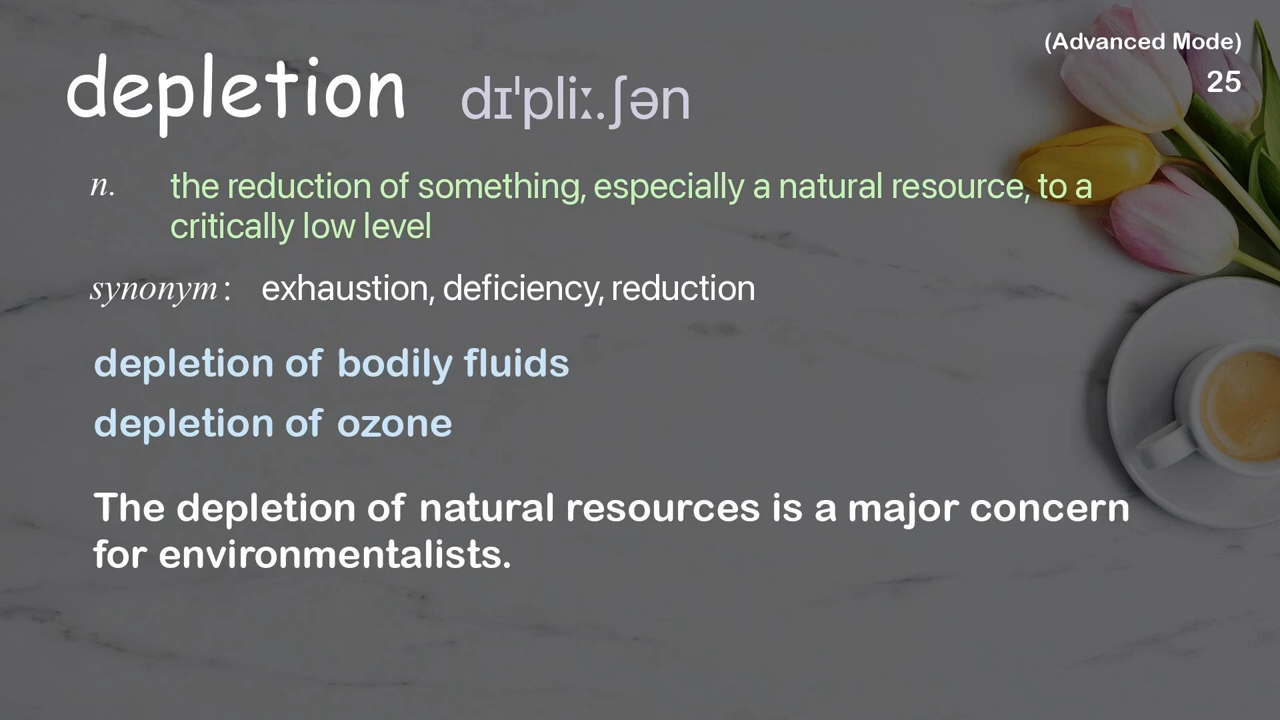 (Advanced Mode)
25
depletion dɪˈpliː.ʃən
n. the reduction of something, especially a natural resource, to a
critically low level
synonym : exhaustion, deficiency, reduction
depletion of bodily fluids
depletion of ozone
The depletion of natural resources is a major concern
for environmentalists.